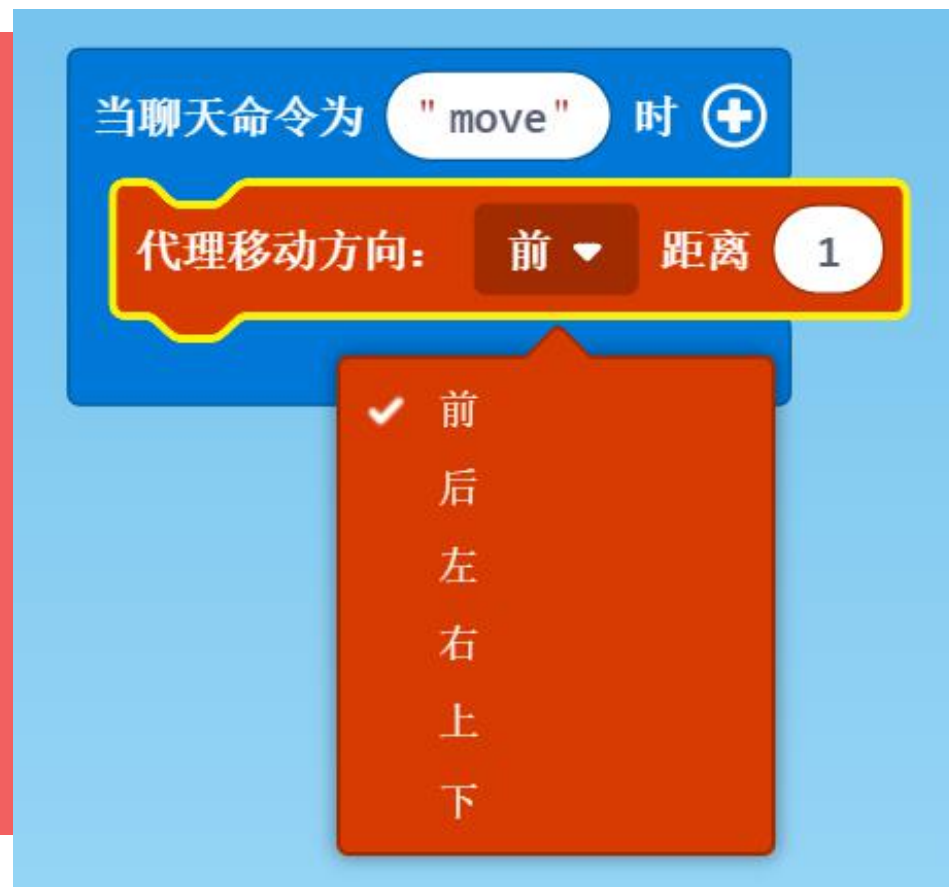 当聊天命令为 "move" 时
代理移动方向： 前 距离 1
前
后
左
右
上
下